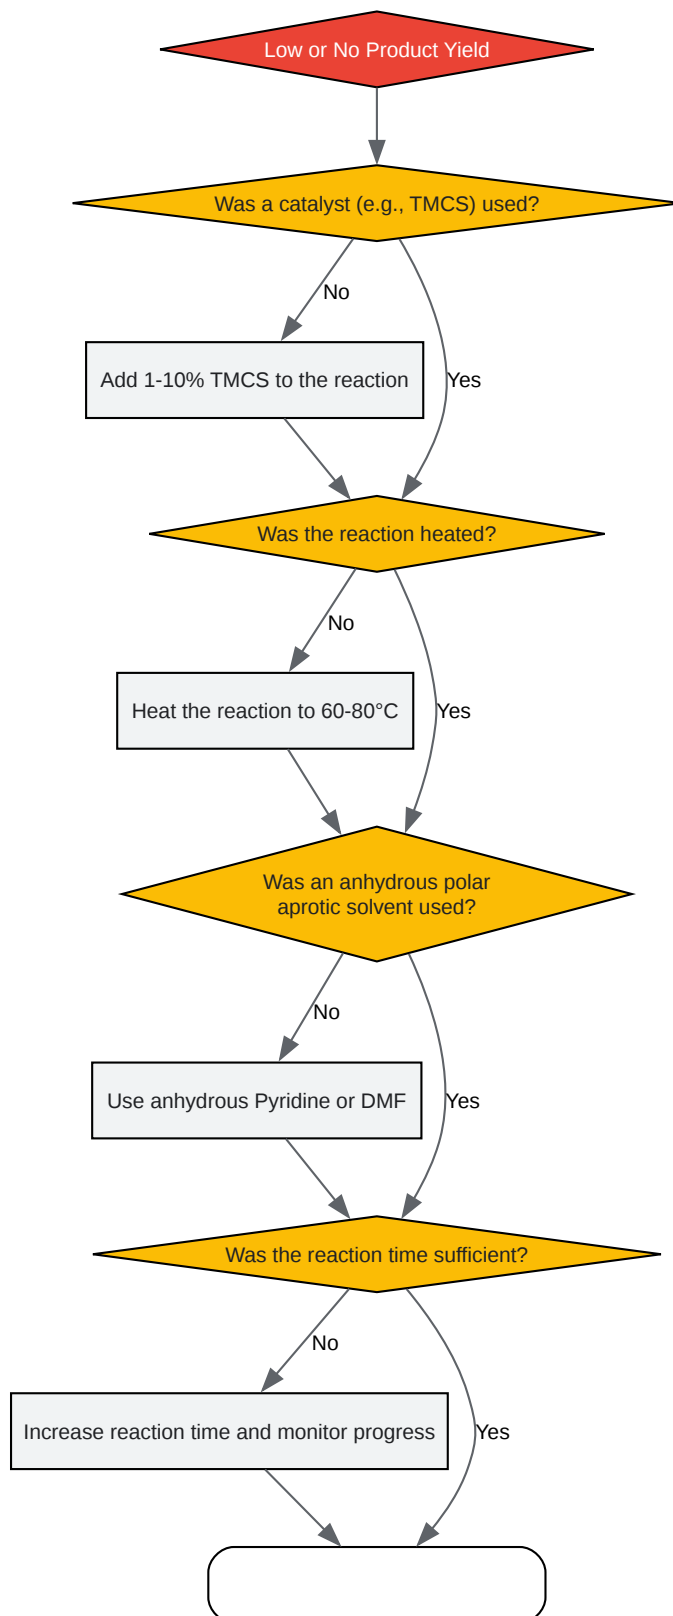 Low or No Product Yield
Was a catalyst (e.g., TMCS) used?
No
Add 1-10% TMCS to the reaction
Yes
Was the reaction heated?
No
Heat the reaction to 60-80°C
Yes
Was an anhydrous polar
aprotic solvent used?
No
Use anhydrous Pyridine or DMF
Yes
Was the reaction time sufficient?
No
Increase reaction time and monitor progress
Yes